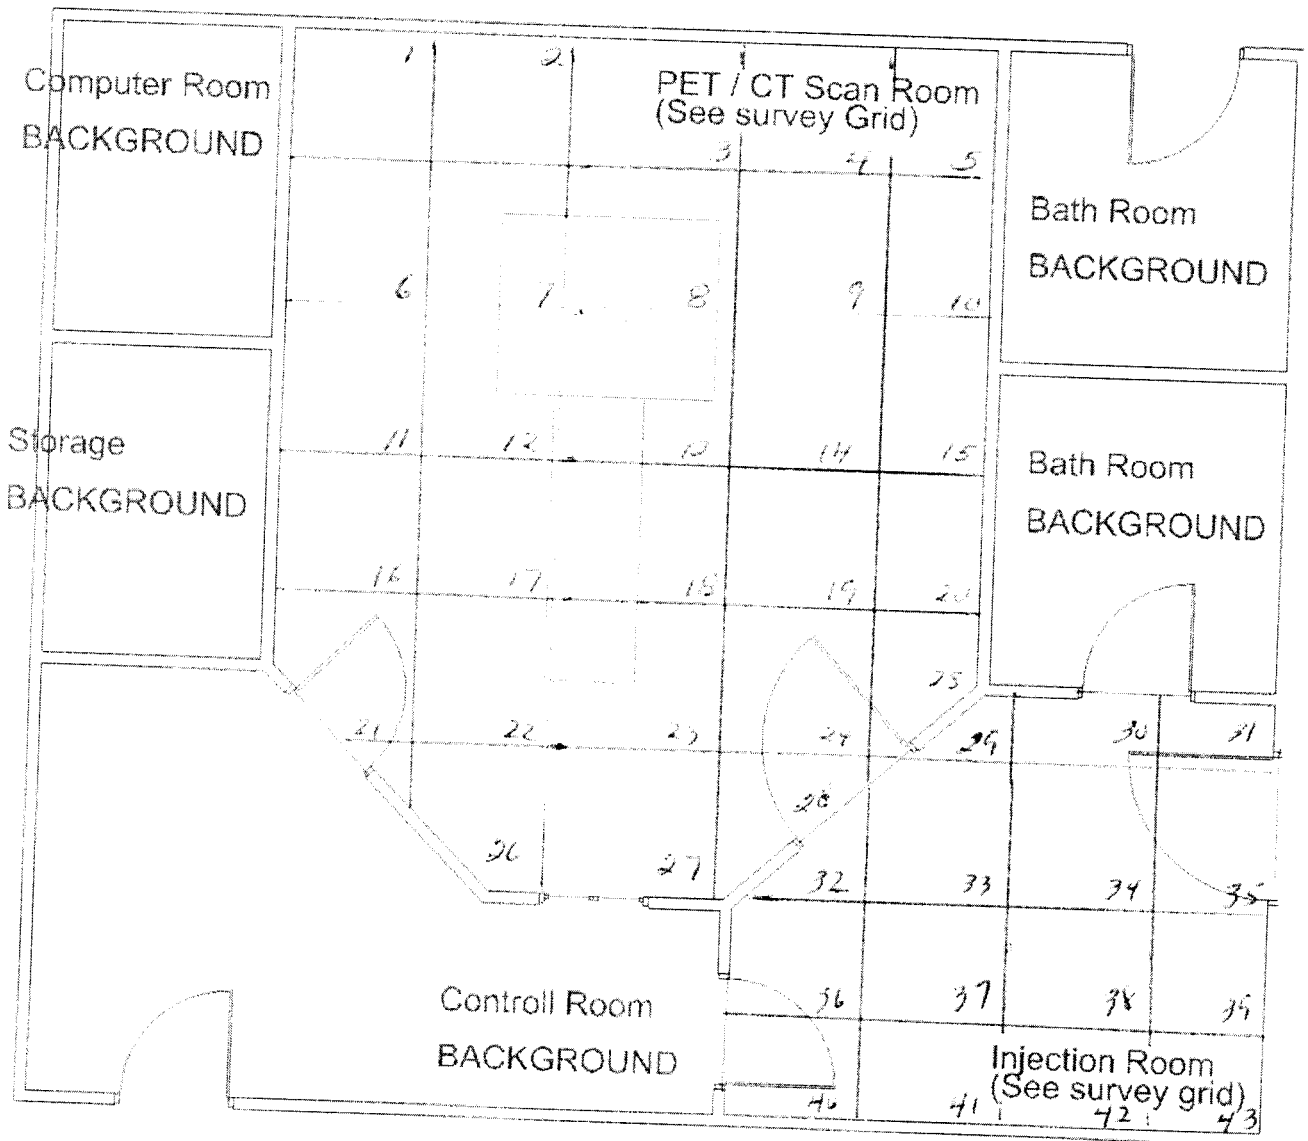 1 2
PET / CT Scan Room
(See survey Grid)
Computer Room
BACKGROUND
3 4 5
Bath Room
BACKGROUND
6 7 8 9 10
Storage
BACKGROUND
11 12 13 14 15
Bath Room
BACKGROUND
16 17 18 19 20
25
21 22 23 24 29 30 31
28
26 27 32 33 34 35
Controll Room
BACKGROUND
36 37 38 39
Injection Room
(See survey grid)
40 41 42 43